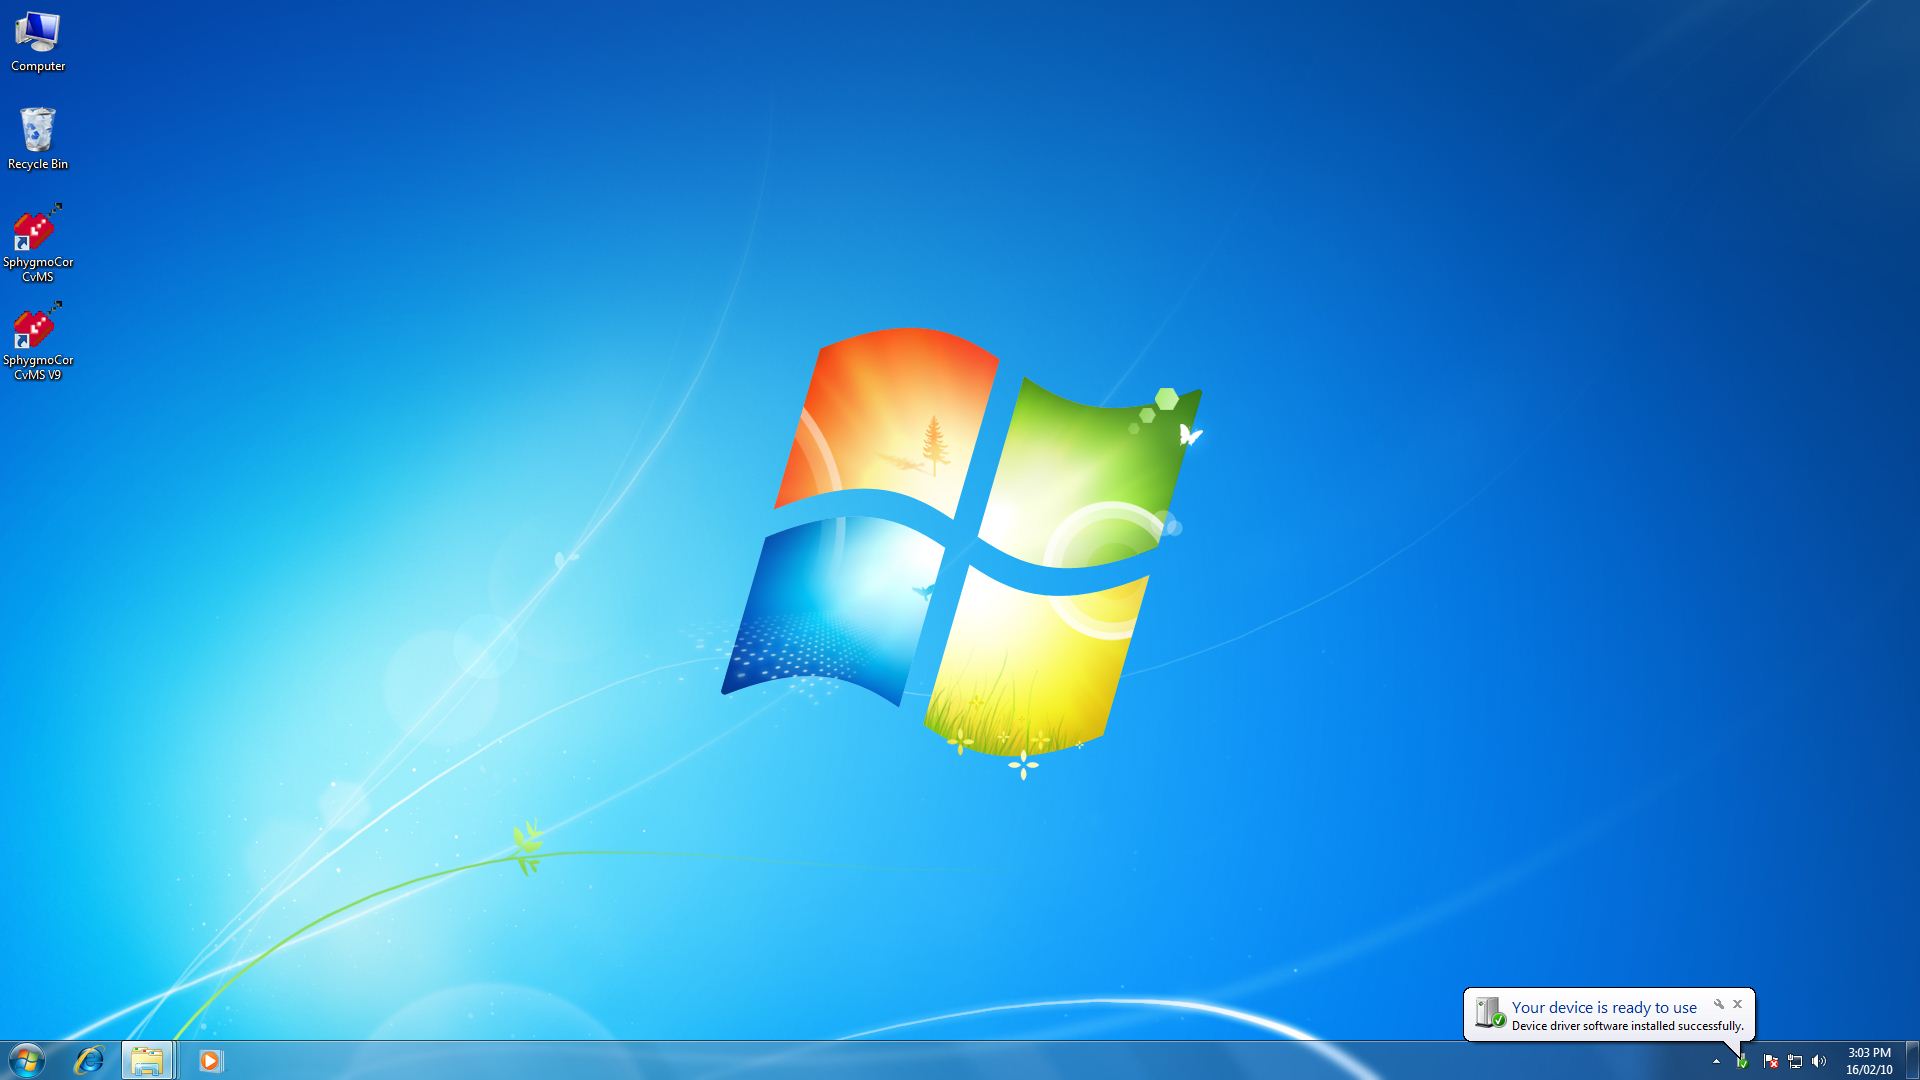 Computer
Recycle Bin
SphygmoCor
CvMS
SphygmoCor
CvMS V9
Your device is ready to use
Device driver software installed successfully.
3:03 PM
16/02/10